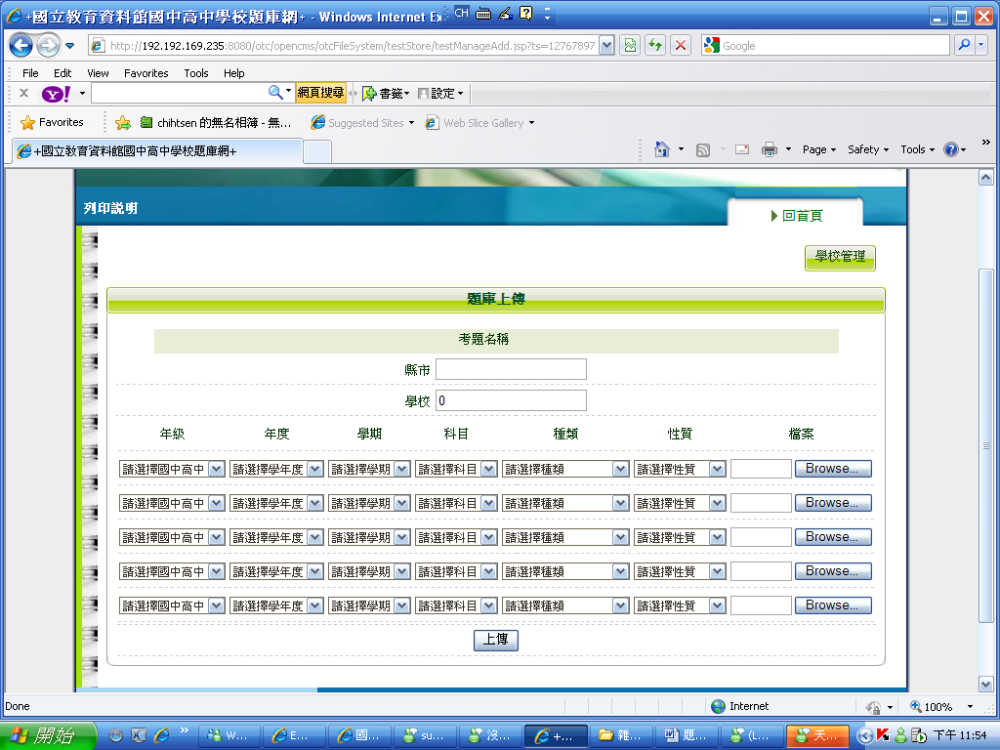 +國立教育資料館國中高中學校題庫網+ - Windows Internet Ex
CH
http://192.192.169.235:8080/otc/opencms/otcFileSystem/testStore/testManageAdd.jsp?ts=12767897
Google
File Edit View Favorites Tools Help
Y! 網頁搜尋 書籤 設定
Favorites chihtsen 的無名相簿 - 無... Suggested Sites Web Slice Gallery
+國立教育資料館國中高中學校題庫網+
Page Safety Tools
列印說明
回首頁
學校管理
題庫上傳
考題名稱
縣市
學校 0
年級 年度 學期 科目 種類 性質 檔案
請選擇國中高中 請選擇學年度 請選擇學期 請選擇科目 請選擇種類 請選擇性質 Browse...
請選擇國中高中 請選擇學年度 請選擇學期 請選擇科目 請選擇種類 請選擇性質 Browse...
請選擇國中高中 請選擇學年度 請選擇學期 請選擇科目 請選擇種類 請選擇性質 Browse...
請選擇國中高中 請選擇學年度 請選擇學期 請選擇科目 請選擇種類 請選擇性質 Browse...
請選擇國中高中 請選擇學年度 請選擇學期 請選擇科目 請選擇種類 請選擇性質 Browse...
上傳
Done Internet 100%
開始 W... E... 國... su... 沒... +... 雜... 題... (L... 天... 下午 11:54